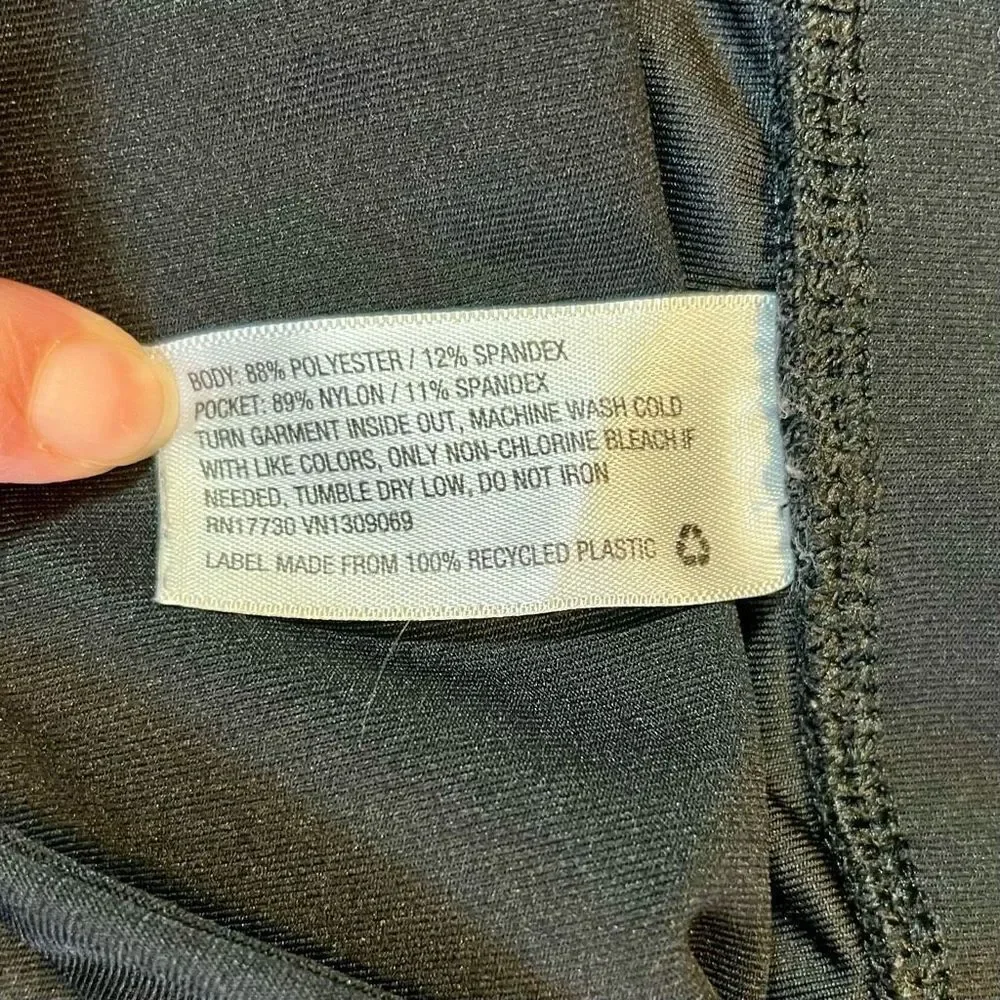 BODY: 88% POLYESTER / 12% SPANDEX
POCKET: 89% NYLON / 11% SPANDEX
TURN GARMENT INSIDE OUT, MACHINE WASH COLD
WITH LIKE COLORS, ONLY NON-CHLORINE BLEACH IF
NEEDED, TUMBLE DRY LOW, DO NOT IRON
RN17730 VN1309069
LABEL MADE FROM 100% RECYCLED PLASTIC